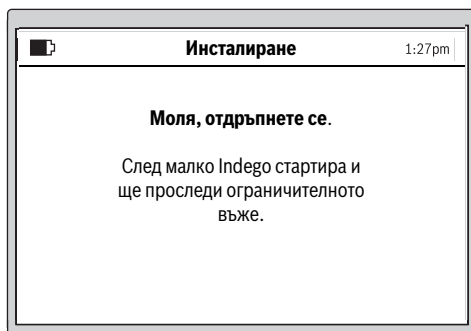 Инсталиране 1:27pm
Моля, отдръпнете се.
След малко Indego стартира и
ще проследи ограничителното
въже.